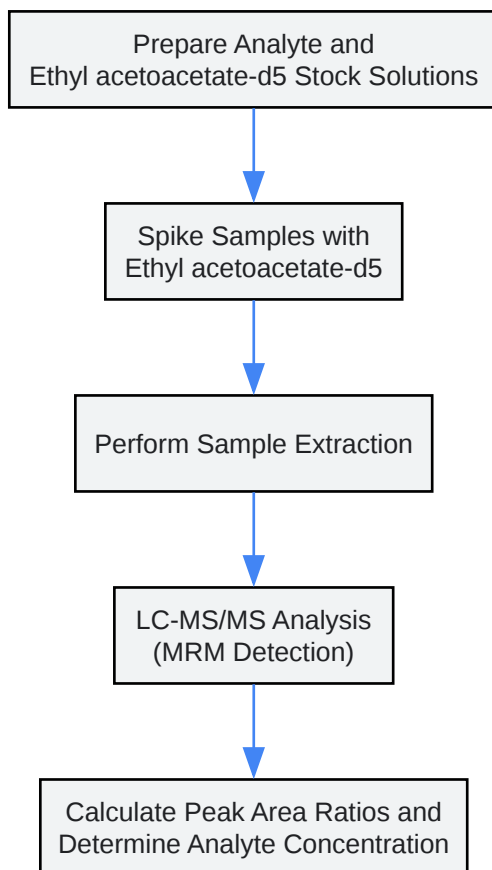 Prepare Analyte and
Ethyl acetoacetate-d5 Stock Solutions
Spike Samples with
Ethyl acetoacetate-d5
Perform Sample Extraction
LC-MS/MS Analysis
(MRM Detection)
Calculate Peak Area Ratios and
Determine Analyte Concentration